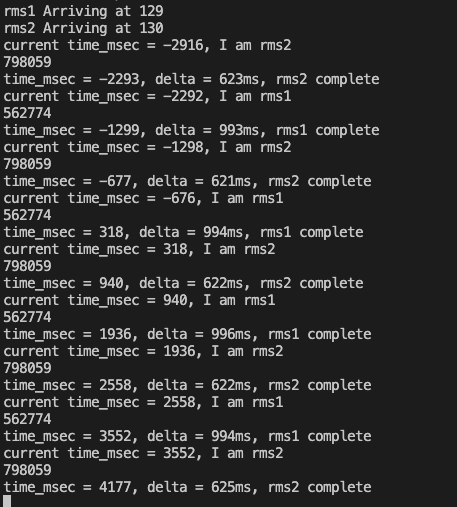 rms1 Arriving at 129
rms2 Arriving at 130
current time_msec = -2916, I am rms2
798059
time_msec = -2293, delta = 623ms, rms2 complete
current time_msec = -2292, I am rms1
562774
time_msec = -1299, delta = 993ms, rms1 complete
current time_msec = -1298, I am rms2
798059
time_msec = -677, delta = 621ms, rms2 complete
current time_msec = -676, I am rms1
562774
time_msec = 318, delta = 994ms, rms1 complete
current time_msec = 318, I am rms2
798059
time_msec = 940, delta = 622ms, rms2 complete
current time_msec = 940, I am rms1
562774
time_msec = 1936, delta = 996ms, rms1 complete
current time_msec = 1936, I am rms2
798059
time_msec = 2558, delta = 622ms, rms2 complete
current time_msec = 2558, I am rms1
562774
time_msec = 3552, delta = 994ms, rms1 complete
current time_msec = 3552, I am rms2
798059
time_msec = 4177, delta = 625ms, rms2 complete